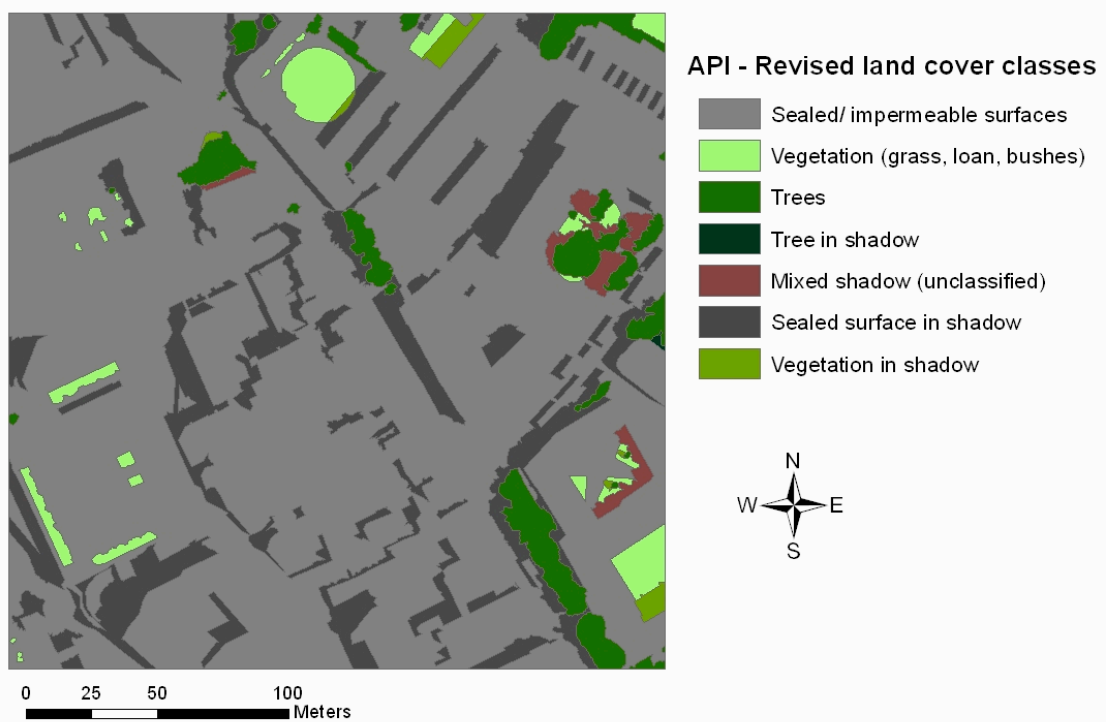 API - Revised land cover classes
Sealed/ impermeable surfaces
Vegetation (grass, loan, bushes)
Trees
Tree in shadow
Mixed shadow (unclassified)
Sealed surface in shadow
Vegetation in shadow
N
W E
S
0 25 50 100
Meters